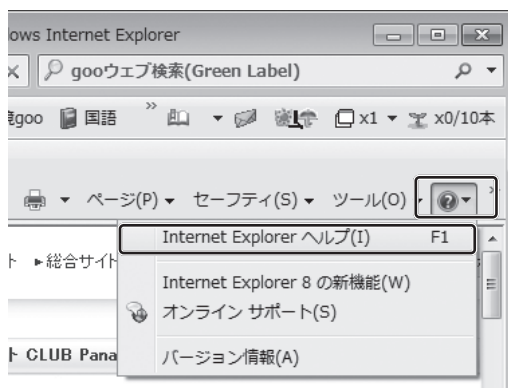 ows Internet Explorer
gooウェブ検索(Green Label)
goo 国語 » x1 x0/10本
ページ(P) セーフティ(S) ツール(O) »
Internet Explorer ヘルプ(I) F1
ト ▸総合サイト
Internet Explorer 8 の新機能(W)
オンライン サポート(S)
ト CLUB Pana
バージョン情報(A)